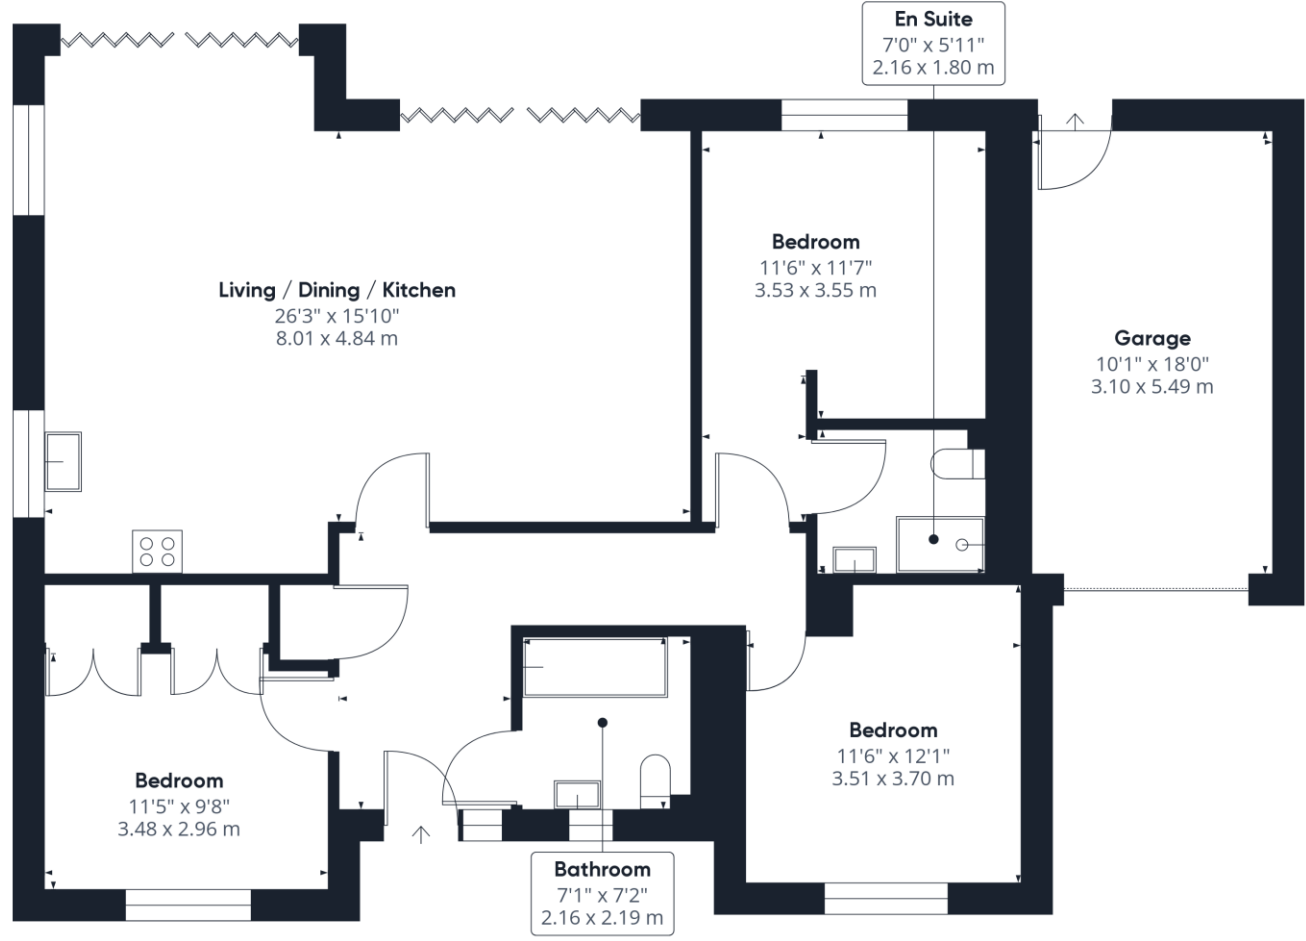 En Suite
7'0" x 5'11"
2.16 x 1.80 m
Bedroom
11'6" x 11'7"
3.53 x 3.55 m
Living / Dining / Kitchen
26'3" x 15'10"
8.01 x 4.84 m
Garage
10'1" x 18'0"
3.10 x 5.49 m
Bedroom
11'6" x 12'1"
3.51 x 3.70 m
Bedroom
11'5" x 9'8"
3.48 x 2.96 m
Bathroom
7'1" x 7'2"
2.16 x 2.19 m